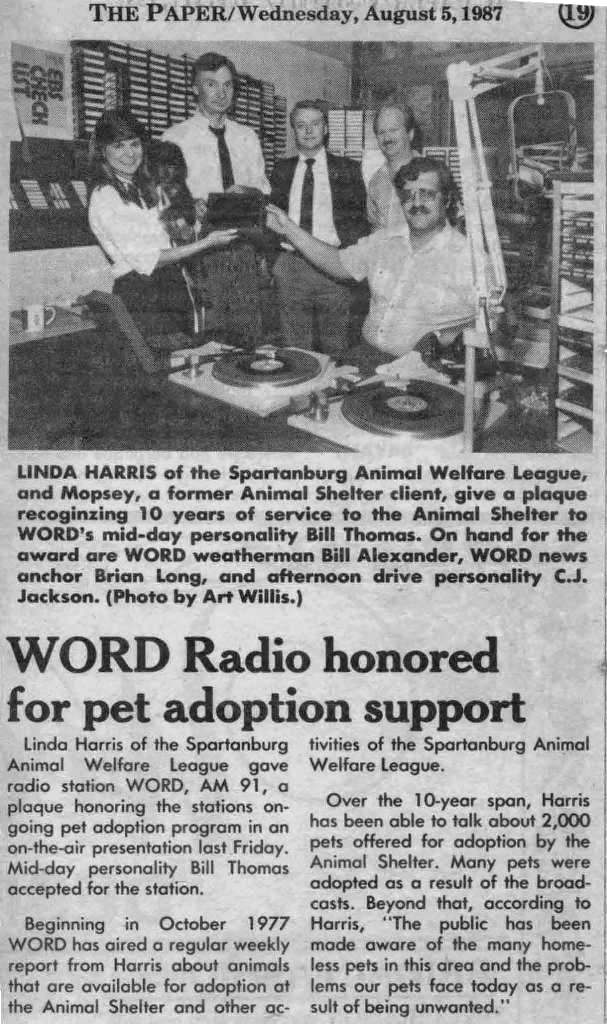 THE PAPER/Wednesday, August 5, 1987
19
EBS
CHECK
LIST
LINDA HARRIS of the Spartanburg Animal Welfare League,
and Mopsey, a former Animal Shelter client, give a plaque
recoginzing 10 years of service to the Animal Shelter to
WORD's mid-day personality Bill Thomas. On hand for the
award are WORD weatherman Bill Alexander, WORD news
anchor Brian Long, and afternoon drive personality C.J.
Jackson. (Photo by Art Willis.)
WORD Radio honored
for pet adoption support
Linda Harris of the Spartanburg
Animal Welfare League gave
radio station WORD, AM 91, a
plaque honoring the stations on-
going pet adoption program in an
on-the-air presentation last Friday.
Mid-day personality Bill Thomas
accepted for the station.
Beginning in October 1977
WORD has aired a regular weekly
report from Harris about animals
that are available for adoption at
the Animal Shelter and other ac-
tivities of the Spartanburg Animal
Welfare League.
Over the 10-year span, Harris
has been able to talk about 2,000
pets offered for adoption by the
Animal Shelter. Many pets were
adopted as a result of the broad-
casts. Beyond that, according to
Harris, "The public has been
made aware of the many home-
less pets in this area and the prob-
lems our pets face today as a re-
sult of being unwanted."